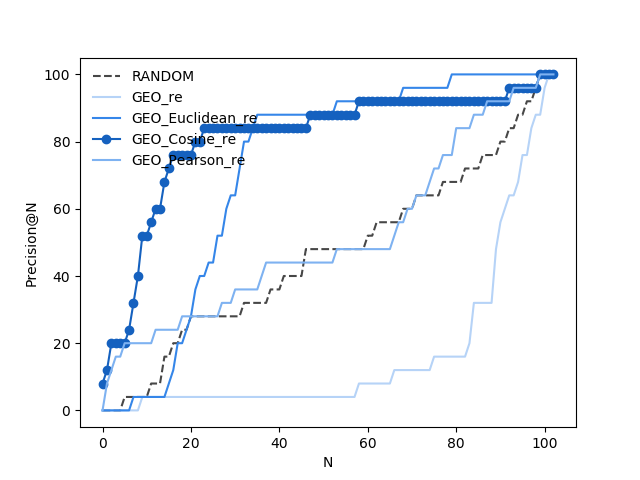 RANDOM
GEO_re
GEO_Euclidean_re
GEO_Cosine_re
GEO_Pearson_re
Precision@N
100
80
60
40
20
0
0 20 40 60 80 100
N